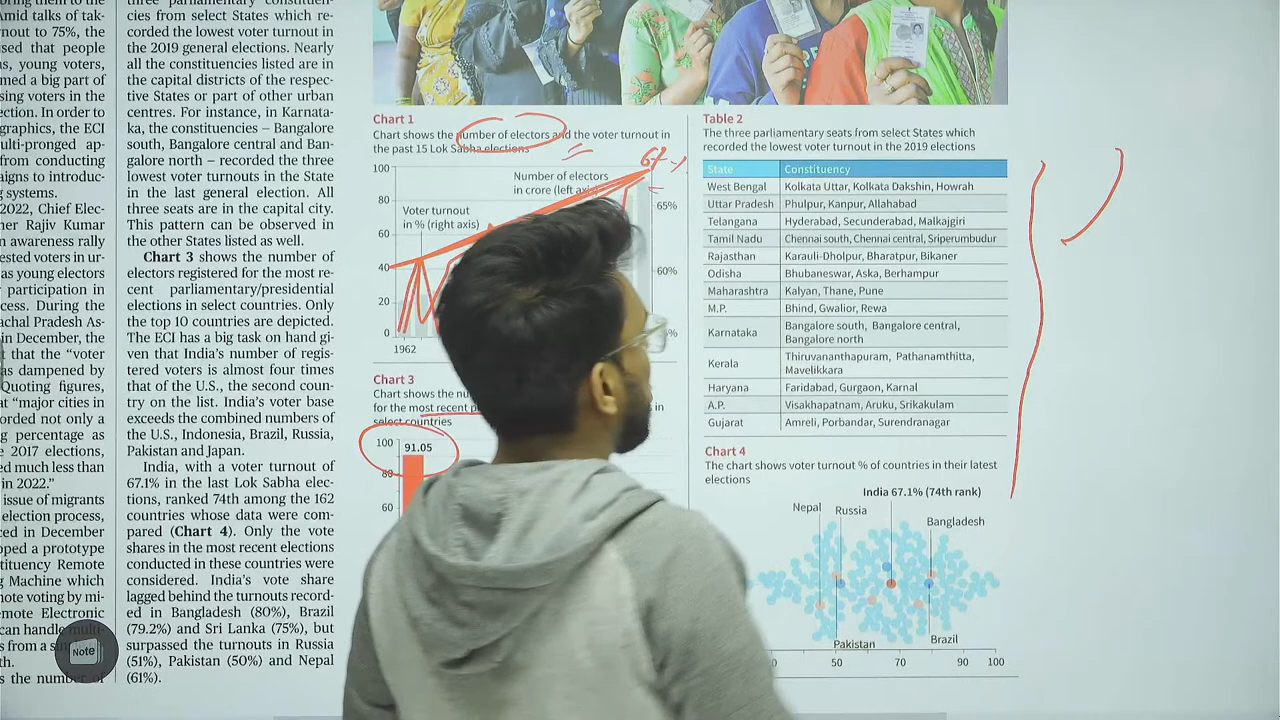 Amid talks of tak-
nout to 75%, the
sed that people
s, young voters,
med a big part of
sing voters in the
ction. In order to
graphics, the ECI
ulti-pronged ap-
from conducting
aigns to introduc-
g systems.
2022, Chief Elec-
er Rajiv Kumar
n awareness rally
ested voters in ur-
as young electors
participation in
cess. During the
achal Pradesh As-
in December, the
t that the “voter
as dampened by
Quoting figures,
at “major cities in
orded not only a
g percentage as
e 2017 elections,
ed much less than
in 2022.”
issue of migrants
election process,
ced in December
oped a prototype
tituency Remote
g Machine which
note voting by mi-
emote Electronic
can handle multi-
s from a
th.
s the number of
three parliamentary constituen-
cies from select States which re-
corded the lowest voter turnout in
the 2019 general elections. Nearly
all the constituencies listed are in
the capital districts of the respec-
tive States or part of other urban
centres. For instance, in Karnata-
ka, the constituencies – Bangalore
south, Bangalore central and Ban-
galore north – recorded the three
lowest voter turnouts in the State
in the last general election. All
three seats are in the capital city.
This pattern can be observed in
the other States listed as well.
Chart 3 shows the number of
electors registered for the most re-
cent parliamentary/presidential
elections in select countries. Only
the top 10 countries are depicted.
The ECI has a big task on hand gi-
ven that India’s number of regis-
tered voters is almost four times
that of the U.S., the second coun-
try on the list. India’s voter base
exceeds the combined numbers of
the U.S., Indonesia, Brazil, Russia,
Pakistan and Japan.
India, with a voter turnout of
67.1% in the last Lok Sabha elec-
tions, ranked 74th among the 162
countries whose data were com-
pared (Chart 4). Only the vote
shares in the most recent elections
conducted in these countries were
considered. India’s vote share
lagged behind the turnouts record-
ed in Bangladesh (80%), Brazil
(79.2%) and Sri Lanka (75%), but
surpassed the turnouts in Russia
(51%), Pakistan (50%) and Nepal
(61%).
Chart 1
Chart shows the number of electors and the voter turnout in
the past 15 Lok Sabha elections
67%
100
80
60
40
20
0
Number of electors
in crore (left axis)
Voter turnout
in % (right axis)
65%
60%
1962
Chart 3
Chart shows the
for the most recent in
select countries
100
91.05
80
60
Table 2
The three parliamentary seats from select States which
recorded the lowest voter turnout in the 2019 elections
State Constituency
West Bengal Kolkata Uttar, Kolkata Dakshin, Howrah
Uttar Pradesh Phulpur, Kanpur, Allahabad
Telangana Hyderabad, Secunderabad, Malkajgiri
Tamil Nadu Chennai south, Chennai central, Sriperumbudur
Rajasthan Karauli-Dholpur, Bharatpur, Bikaner
Odisha Bhubaneswar, Aska, Berhampur
Maharashtra Kalyan, Thane, Pune
M.P. Bhind, Gwalior, Rewa
Karnataka Bangalore south, Bangalore central,
Bangalore north
Kerala Thiruvananthapuram, Pathanamthitta,
Mavelikkara
Haryana Faridabad, Gurgaon, Karnal
A.P. Visakhapatnam, Aruku, Srikakulam
Gujarat Amreli, Porbandar, Surendranagar
Chart 4
The chart shows voter turnout % of countries in their latest
elections
India 67.1% (74th rank)
Nepal
Russia
Bangladesh
Pakistan
Brazil
50 70 90 100
Note